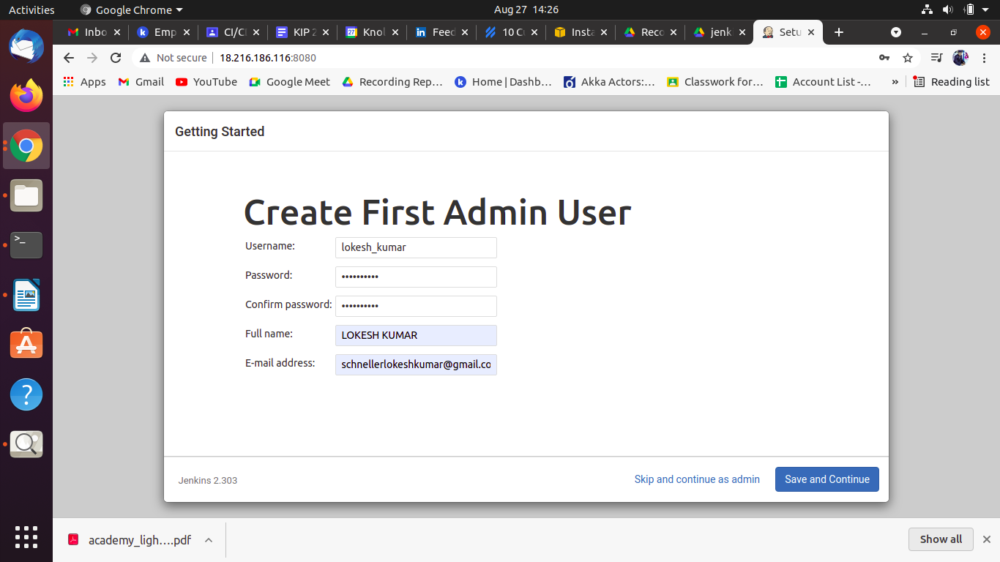 Activities Google Chrome Aug 27 14:26
Inbo Emp CI/C KIP 2 Knol Feed 10 C Insta Reco jenk Setu
Not secure 18.216.186.116:8080
Apps Gmail YouTube Google Meet Recording Rep… Home | Dashb… Akka Actors:… Classwork for… Account List -… » Reading list
Getting Started
Create First Admin User
Username: lokesh_kumar
Password: ••••••••••
Confirm password: ••••••••••
Full name: LOKESH KUMAR
E-mail address: schnellerlokeshkumar@gmail.co
Jenkins 2.303 Skip and continue as admin Save and Continue
academy_ligh….pdf Show all